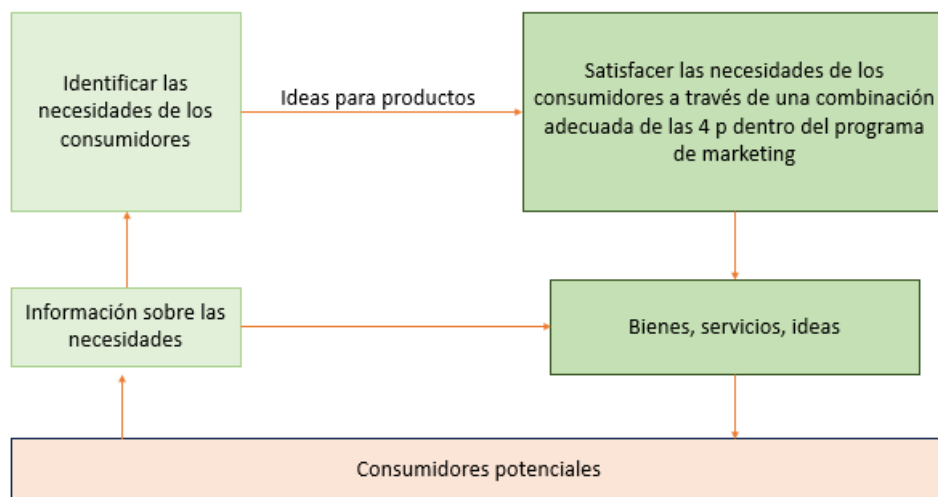 Identificar las
necesidades de los
consumidores
Ideas para productos
Satisfacer las necesidades de los
consumidores a través de una combinación
adecuada de las 4 p dentro del programa
de marketing
Información sobre las
necesidades
Bienes, servicios, ideas
Consumidores potenciales